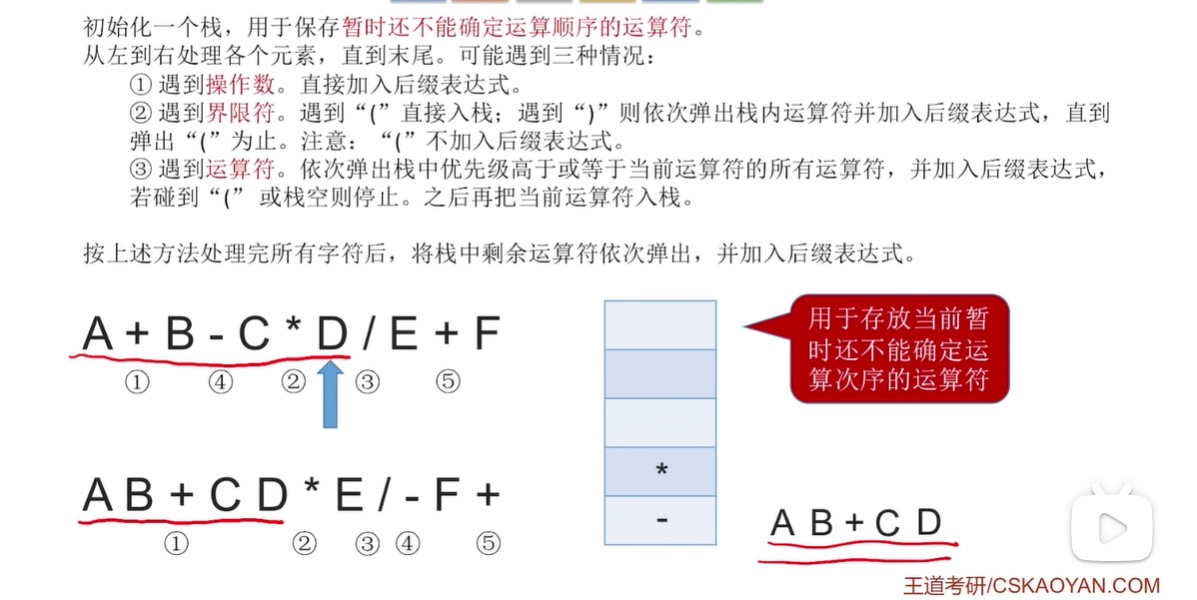 初始化一个栈，用于保存暂时还不能确定运算顺序的运算符。
从左到右处理各个元素，直到末尾。可能遇到三种情况：
① 遇到操作数。直接加入后缀表达式。
② 遇到界限符。遇到“(”直接入栈；遇到“)”则依次弹出栈内运算符并加入后缀表达式，直到
弹出“(”为止。注意：“(”不加入后缀表达式。
③ 遇到运算符。依次弹出栈中优先级高于或等于当前运算符的所有运算符，并加入后缀表达式，
若碰到“(” 或栈空则停止。之后再把当前运算符入栈。
按上述方法处理完所有字符后，将栈中剩余运算符依次弹出，并加入后缀表达式。
A + B - C * D / E + F
① ④ ② ③ ⑤
用于存放当前暂
时还不能确定运
算次序的运算符
A B + C D * E / - F +
① ② ③ ④ ⑤
*
-
A B + C D
王道考研/CSKAOYAN.COM